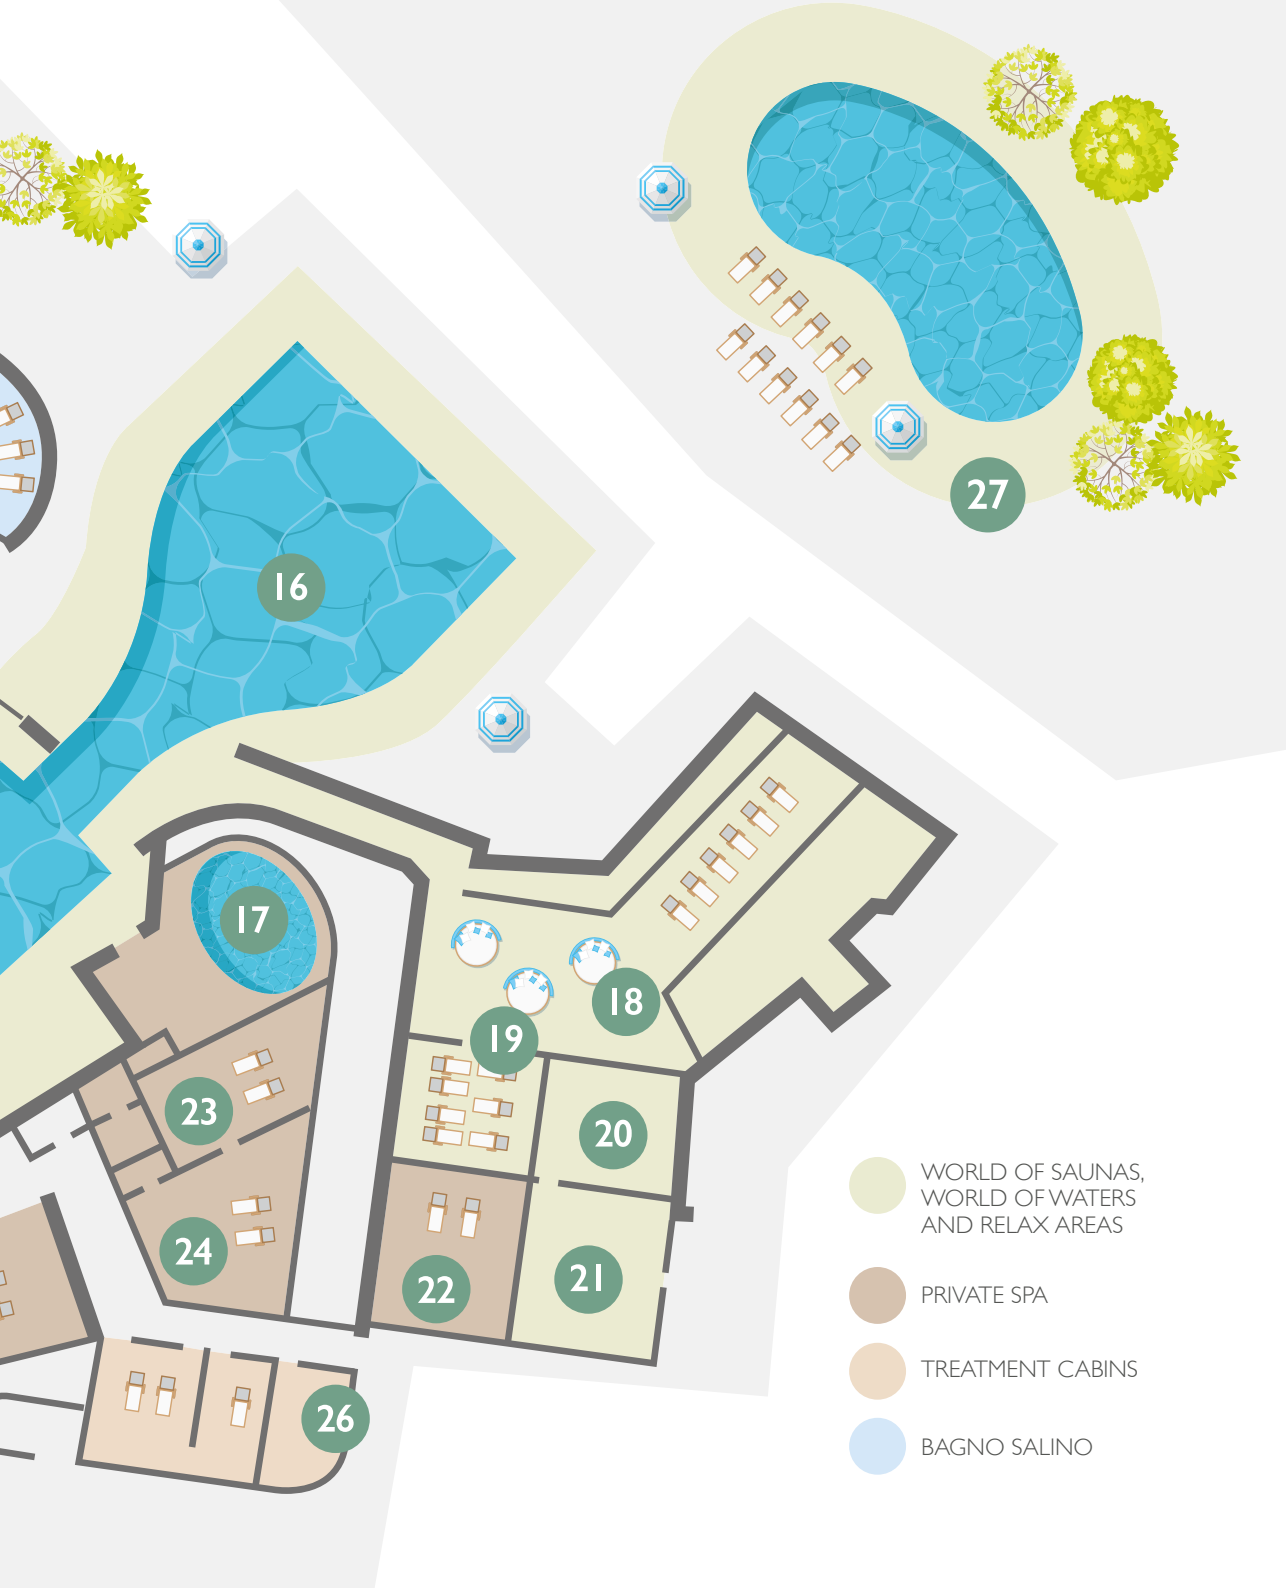 27
16
17
18
19
23
20
24
21
22
26
WORLD OF SAUNAS,
WORLD OF WATERS
AND RELAX AREAS
PRIVATE SPA
TREATMENT CABINS
BAGNO SALINO